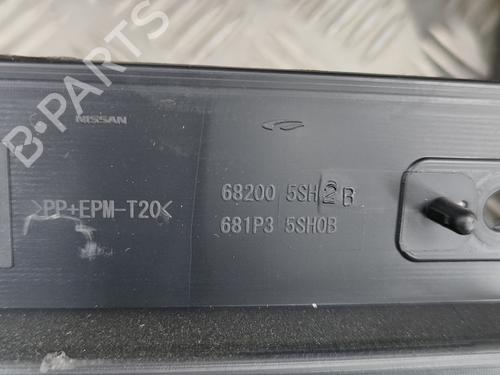 B-PARTS
NISSAN
68200 5SH2B
>PP+EPM-T20<
681P3 5SH0B